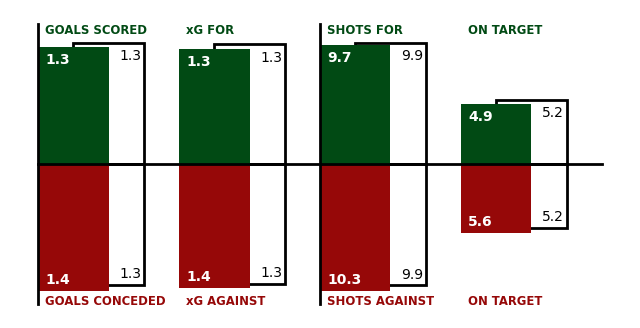 GOALS SCORED xG FOR SHOTS FOR ON TARGET
1.3 1.3 1.3 1.3 9.7 9.9 4.9 5.2
1.4 1.3 1.4 1.3 10.3 9.9 5.6 5.2
GOALS CONCEDED xG AGAINST SHOTS AGAINST ON TARGET